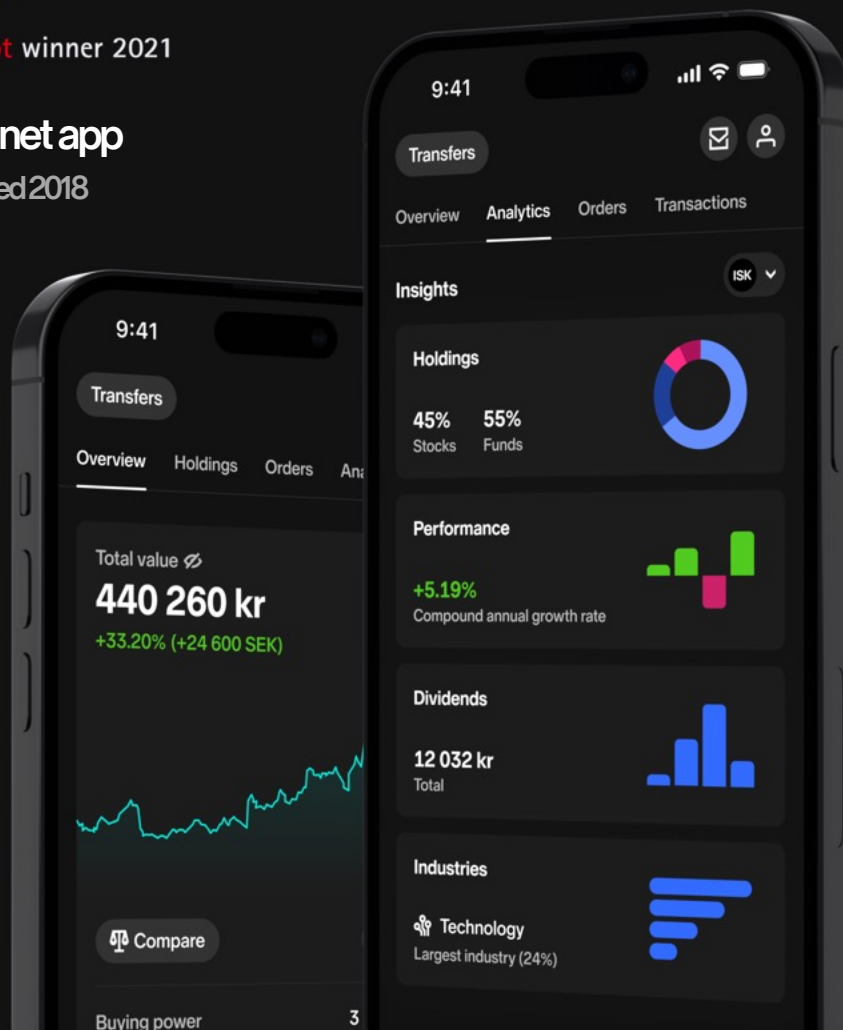 winner 2021
net app
2018
9:41
Transfers
Overview Holdings Orders
Total value
440 260 kr
+33.20% (+24 600 SEK)
Compare
Buying power 3
9:41
Transfers
Overview Analytics Orders Transactions
Insights
ISK
Holdings
45% 55%
Stocks Funds
Performance
+5.19%
Compound annual growth rate
Dividends
12 032 kr
Total
Industries
Technology
Largest industry (24%)